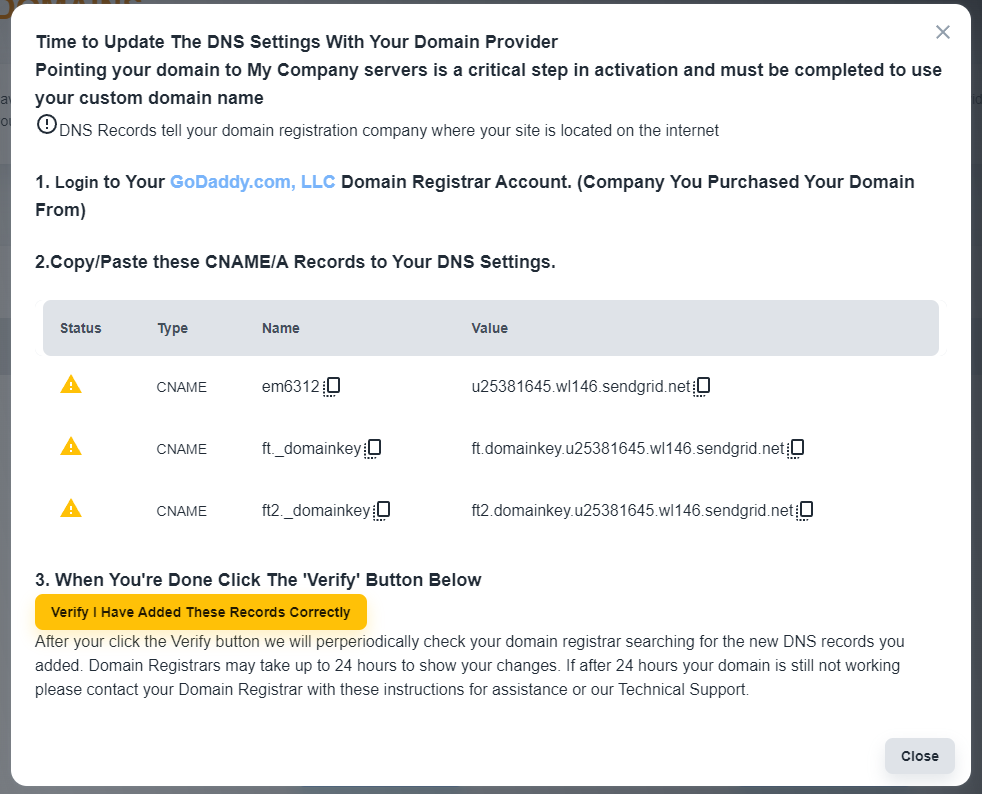 Time to Update The DNS Settings With Your Domain Provider
Pointing your domain to My Company servers is a critical step in activation and must be completed to use
your custom domain name
DNS Records tell your domain registration company where your site is located on the internet
1. Login to Your GoDaddy.com, LLC Domain Registrar Account. (Company You Purchased Your Domain
From)
2.Copy/Paste these CNAME/A Records to Your DNS Settings.
Status Type Name Value
CNAME em6312 u25381645.wl146.sendgrid.net
CNAME ft._domainkey ft.domainkey.u25381645.wl146.sendgrid.net
CNAME ft2._domainkey ft2.domainkey.u25381645.wl146.sendgrid.net
3. When You're Done Click The 'Verify' Button Below
Verify I Have Added These Records Correctly
After your click the Verify button we will perperiodically check your domain registrar searching for the new DNS records you
added. Domain Registrars may take up to 24 hours to show your changes. If after 24 hours your domain is still not working
please contact your Domain Registrar with these instructions for assistance or our Technical Support.
Close